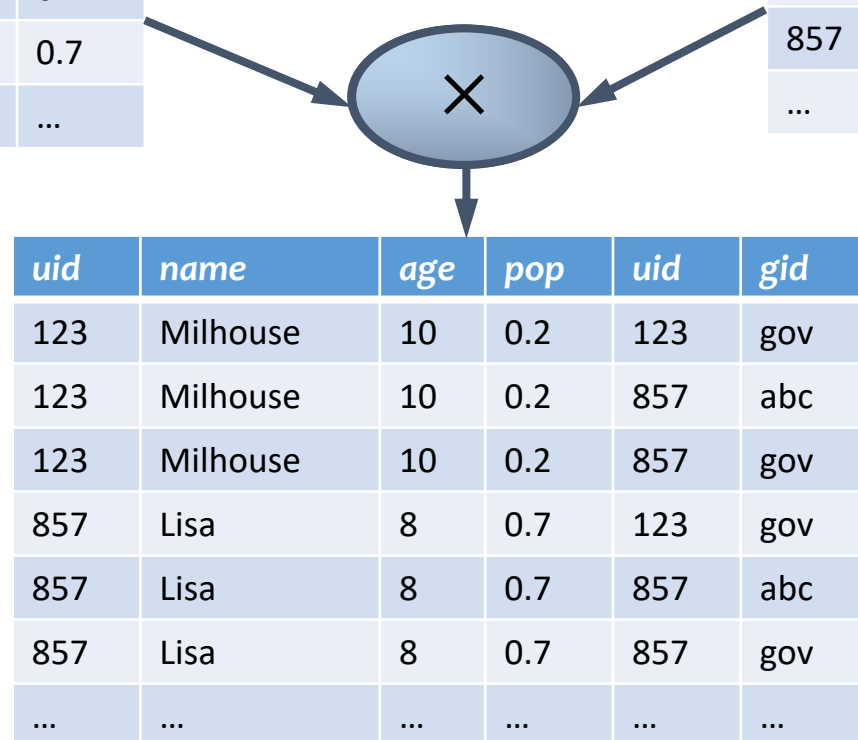 0.7
…
×
857
…
uid name age pop uid gid
123 Milhouse 10 0.2 123 gov
123 Milhouse 10 0.2 857 abc
123 Milhouse 10 0.2 857 gov
857 Lisa 8 0.7 123 gov
857 Lisa 8 0.7 857 abc
857 Lisa 8 0.7 857 gov
… … … … … …